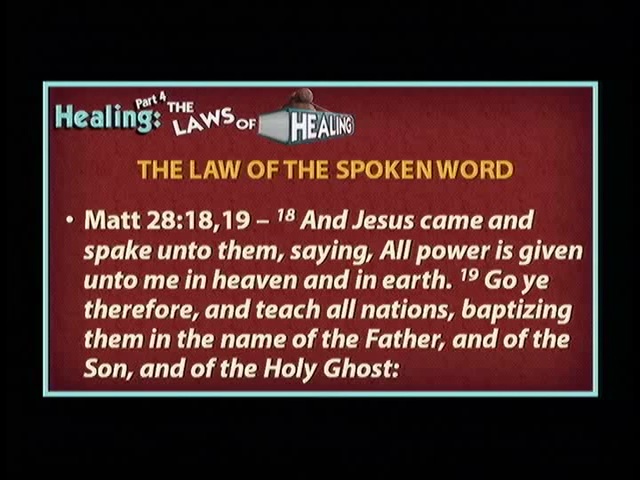 Healing: Part 4 THE LAWS OF HEALING
THE LAW OF THE SPOKEN WORD
• Matt 28:18,19 – 18 And Jesus came and
spake unto them, saying, All power is given
unto me in heaven and in earth. 19 Go ye
therefore, and teach all nations, baptizing
them in the name of the Father, and of the
Son, and of the Holy Ghost: